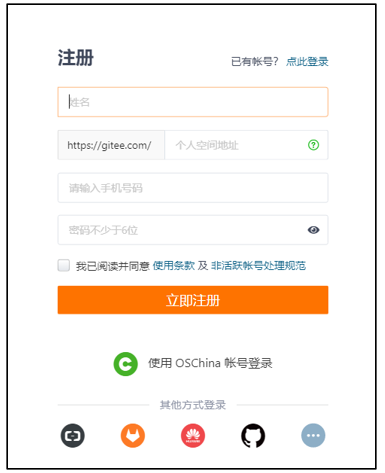 注册
已有帐号? 点此登录
姓名
https://gitee.com/ 个人空间地址
请输入手机号码
密码不少于6位
我已阅读并同意 使用条款 及 非活跃帐号处理规范
立即注册
使用 OSChina 帐号登录
其他方式登录